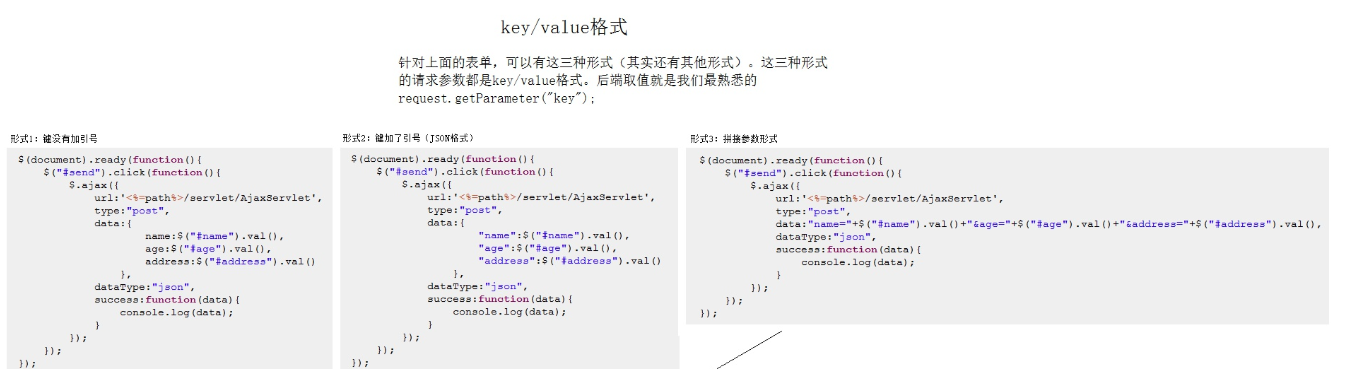 key/value格式
针对上面的表单，可以有这三种形式（其实还有其他形式）。这三种形式
的请求参数都是key/value格式。后端取值就是我们最熟悉的
request.getParameter("key");
形式1：键没有加引号
$(document).ready(function(){
$("#send").click(function(){
$.ajax({
url:'<%=path%>/servlet/AjaxServlet',
type:"post",
data:{
name:$("#name").val(),
age:$("#age").val(),
address:$("#address").val()
},
dataType:"json",
success:function(data){
console.log(data);
}
});
});
});
形式2：键加了引号（JSON格式）
$(document).ready(function(){
$("#send").click(function(){
$.ajax({
url:'<%=path%>/servlet/AjaxServlet',
type:"post",
data:{
"name":$("#name").val(),
"age":$("#age").val(),
"address":$("#address").val()
},
dataType:"json",
success:function(data){
console.log(data);
}
});
});
});
形式3：拼接参数形式
$(document).ready(function(){
$("#send").click(function(){
$.ajax({
url:'<%=path%>/servlet/AjaxServlet',
type:"post",
data:"name="+$("#name").val()+"&age="+$("#age").val()+"&address="+$("#address").val(),
dataType:"json",
success:function(data){
console.log(data);
}
});
});
});